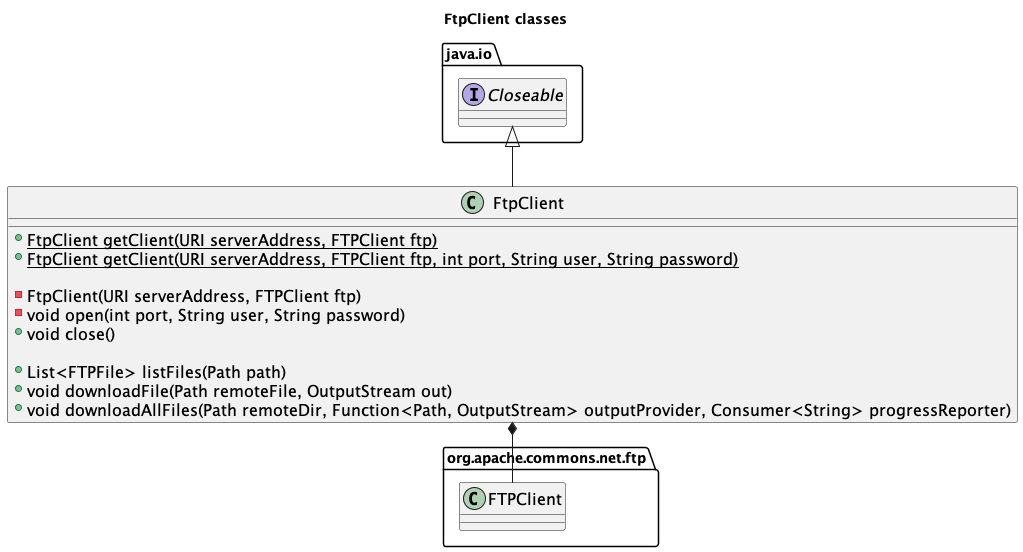 FtpClient classes
java.io
I Closeable
C FtpClient
FtpClient getClient(URI serverAddress, FTPClient ftp)
FtpClient getClient(URI serverAddress, FTPClient ftp, int port, String user, String password)
FtpClient(URI serverAddress, FTPClient ftp)
void open(int port, String user, String password)
void close()
List<FTPFile> listFiles(Path path)
void downloadFile(Path remoteFile, OutputStream out)
void downloadAllFiles(Path remoteDir, Function<Path, OutputStream> outputProvider, Consumer<String> progressReporter)
org.apache.commons.net.ftp
C FTPClient